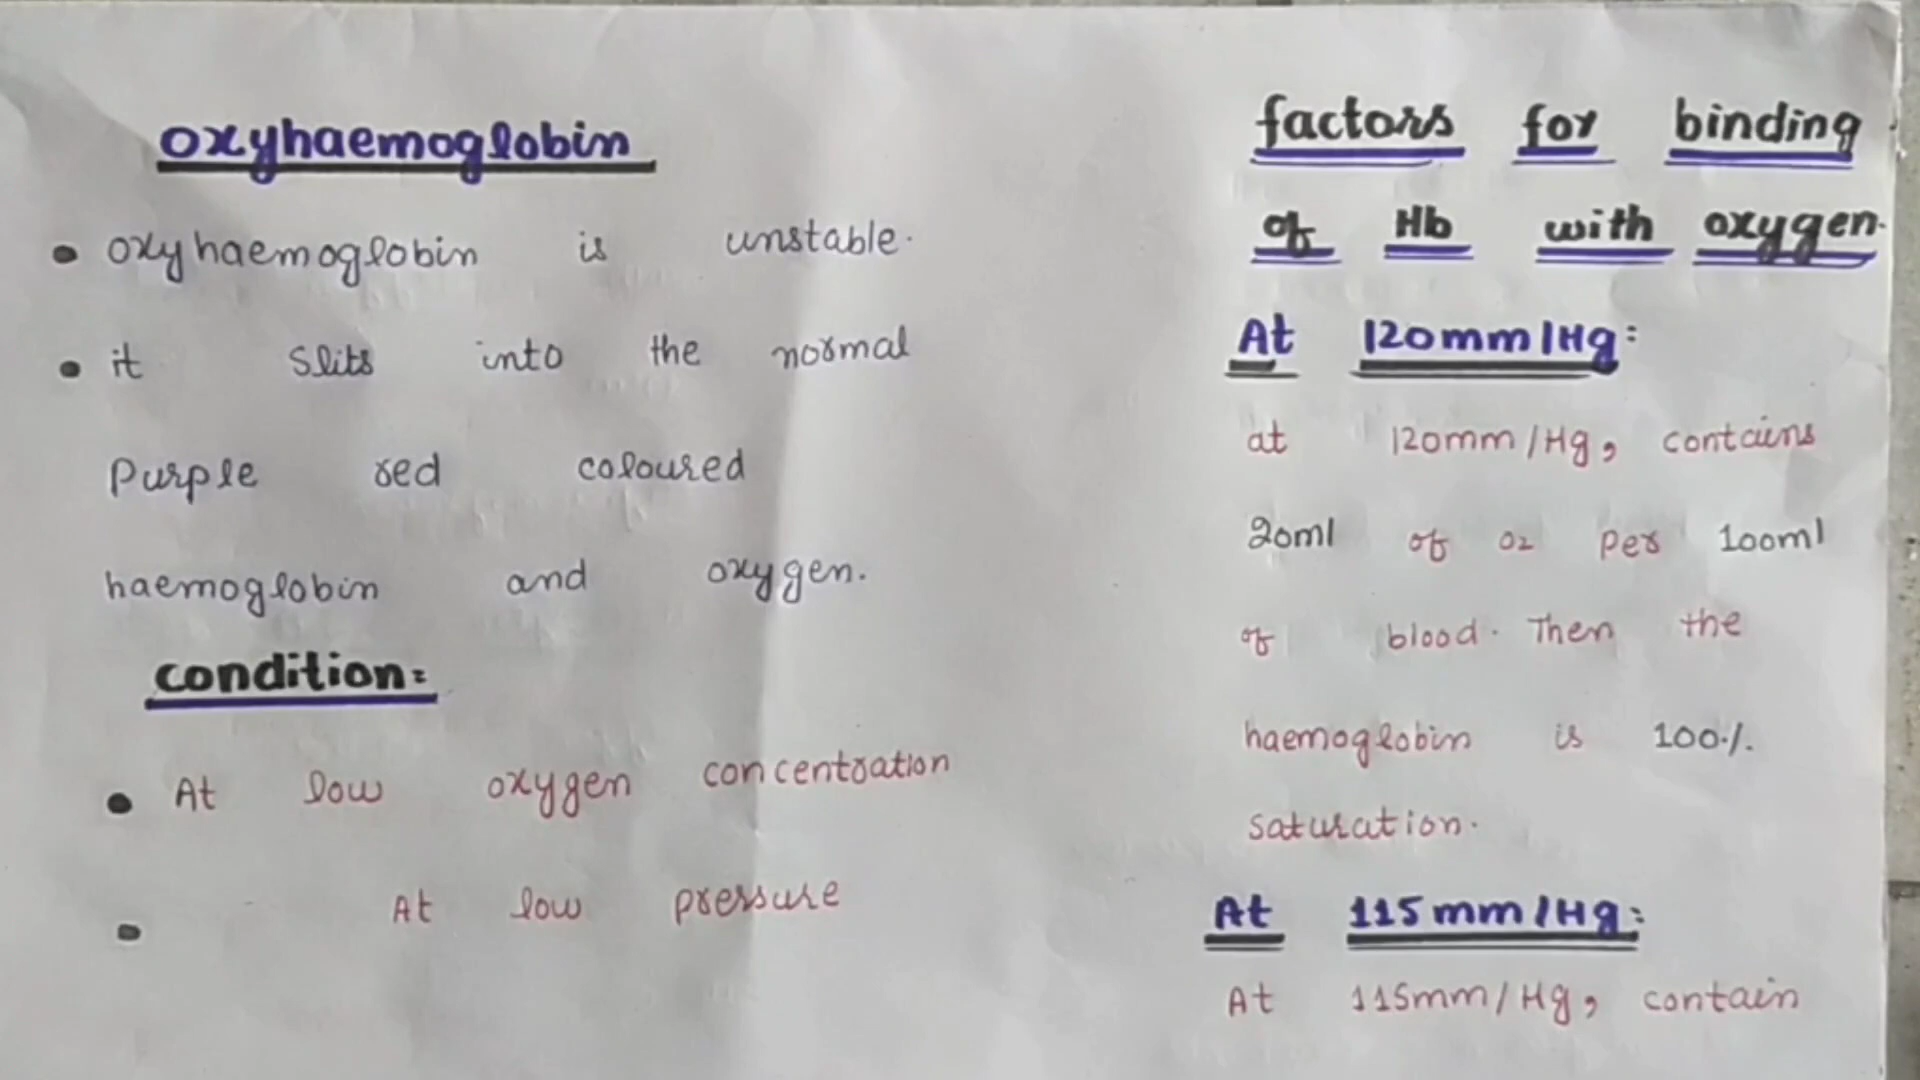 oxyhaemoglobin
• oxyhaemoglobin is unstable.
• it slits into the normal
Purple red coloured
haemoglobin and oxygen.
condition:
• At low oxygen concentration
• At low pressure
factors for binding
of Hb with oxygen.
At 120mm/Hg:
at 120mm/Hg, contains
20ml of O2 per 100ml
of blood. Then the
haemoglobin is 100%
saturation.
At 115mm/Hg:
At 115mm/Hg, contain